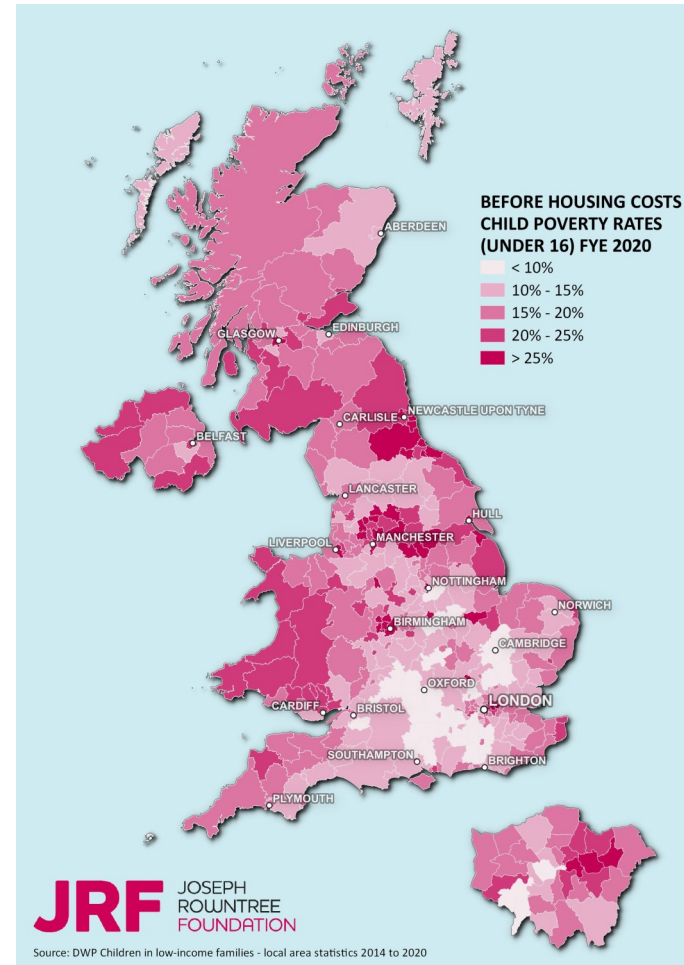 BEFORE HOUSING COSTS
CHILD POVERTY RATES
(UNDER 16) FYE 2020
< 10%
10% - 15%
15% - 20%
20% - 25%
> 25%
ABERDEEN
GLASGOW
EDINBURGH
CARLISLE
NEWCASTLE UPON TYNE
BELFAST
LANCASTER
HULL
LIVERPOOL
MANCHESTER
NOTTINGHAM
NORWICH
BIRMINGHAM
CAMBRIDGE
OXFORD
CARDIFF
BRISTOL
LONDON
SOUTHAMPTON
BRIGHTON
PLYMOUTH
JRF
JOSEPH
ROWNTREE
FOUNDATION
Source: DWP Children in low-income families - local area statistics 2014 to 2020